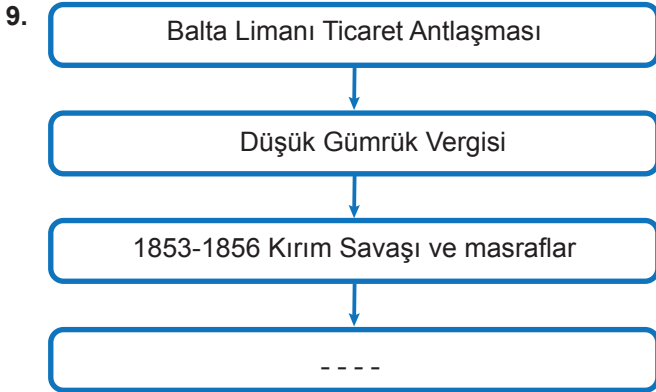 9.
Balta Limanı Ticaret Antlaşması
Düşük Gümrük Vergisi
1853-1856 Kırım Savaşı ve masraflar
- - - -